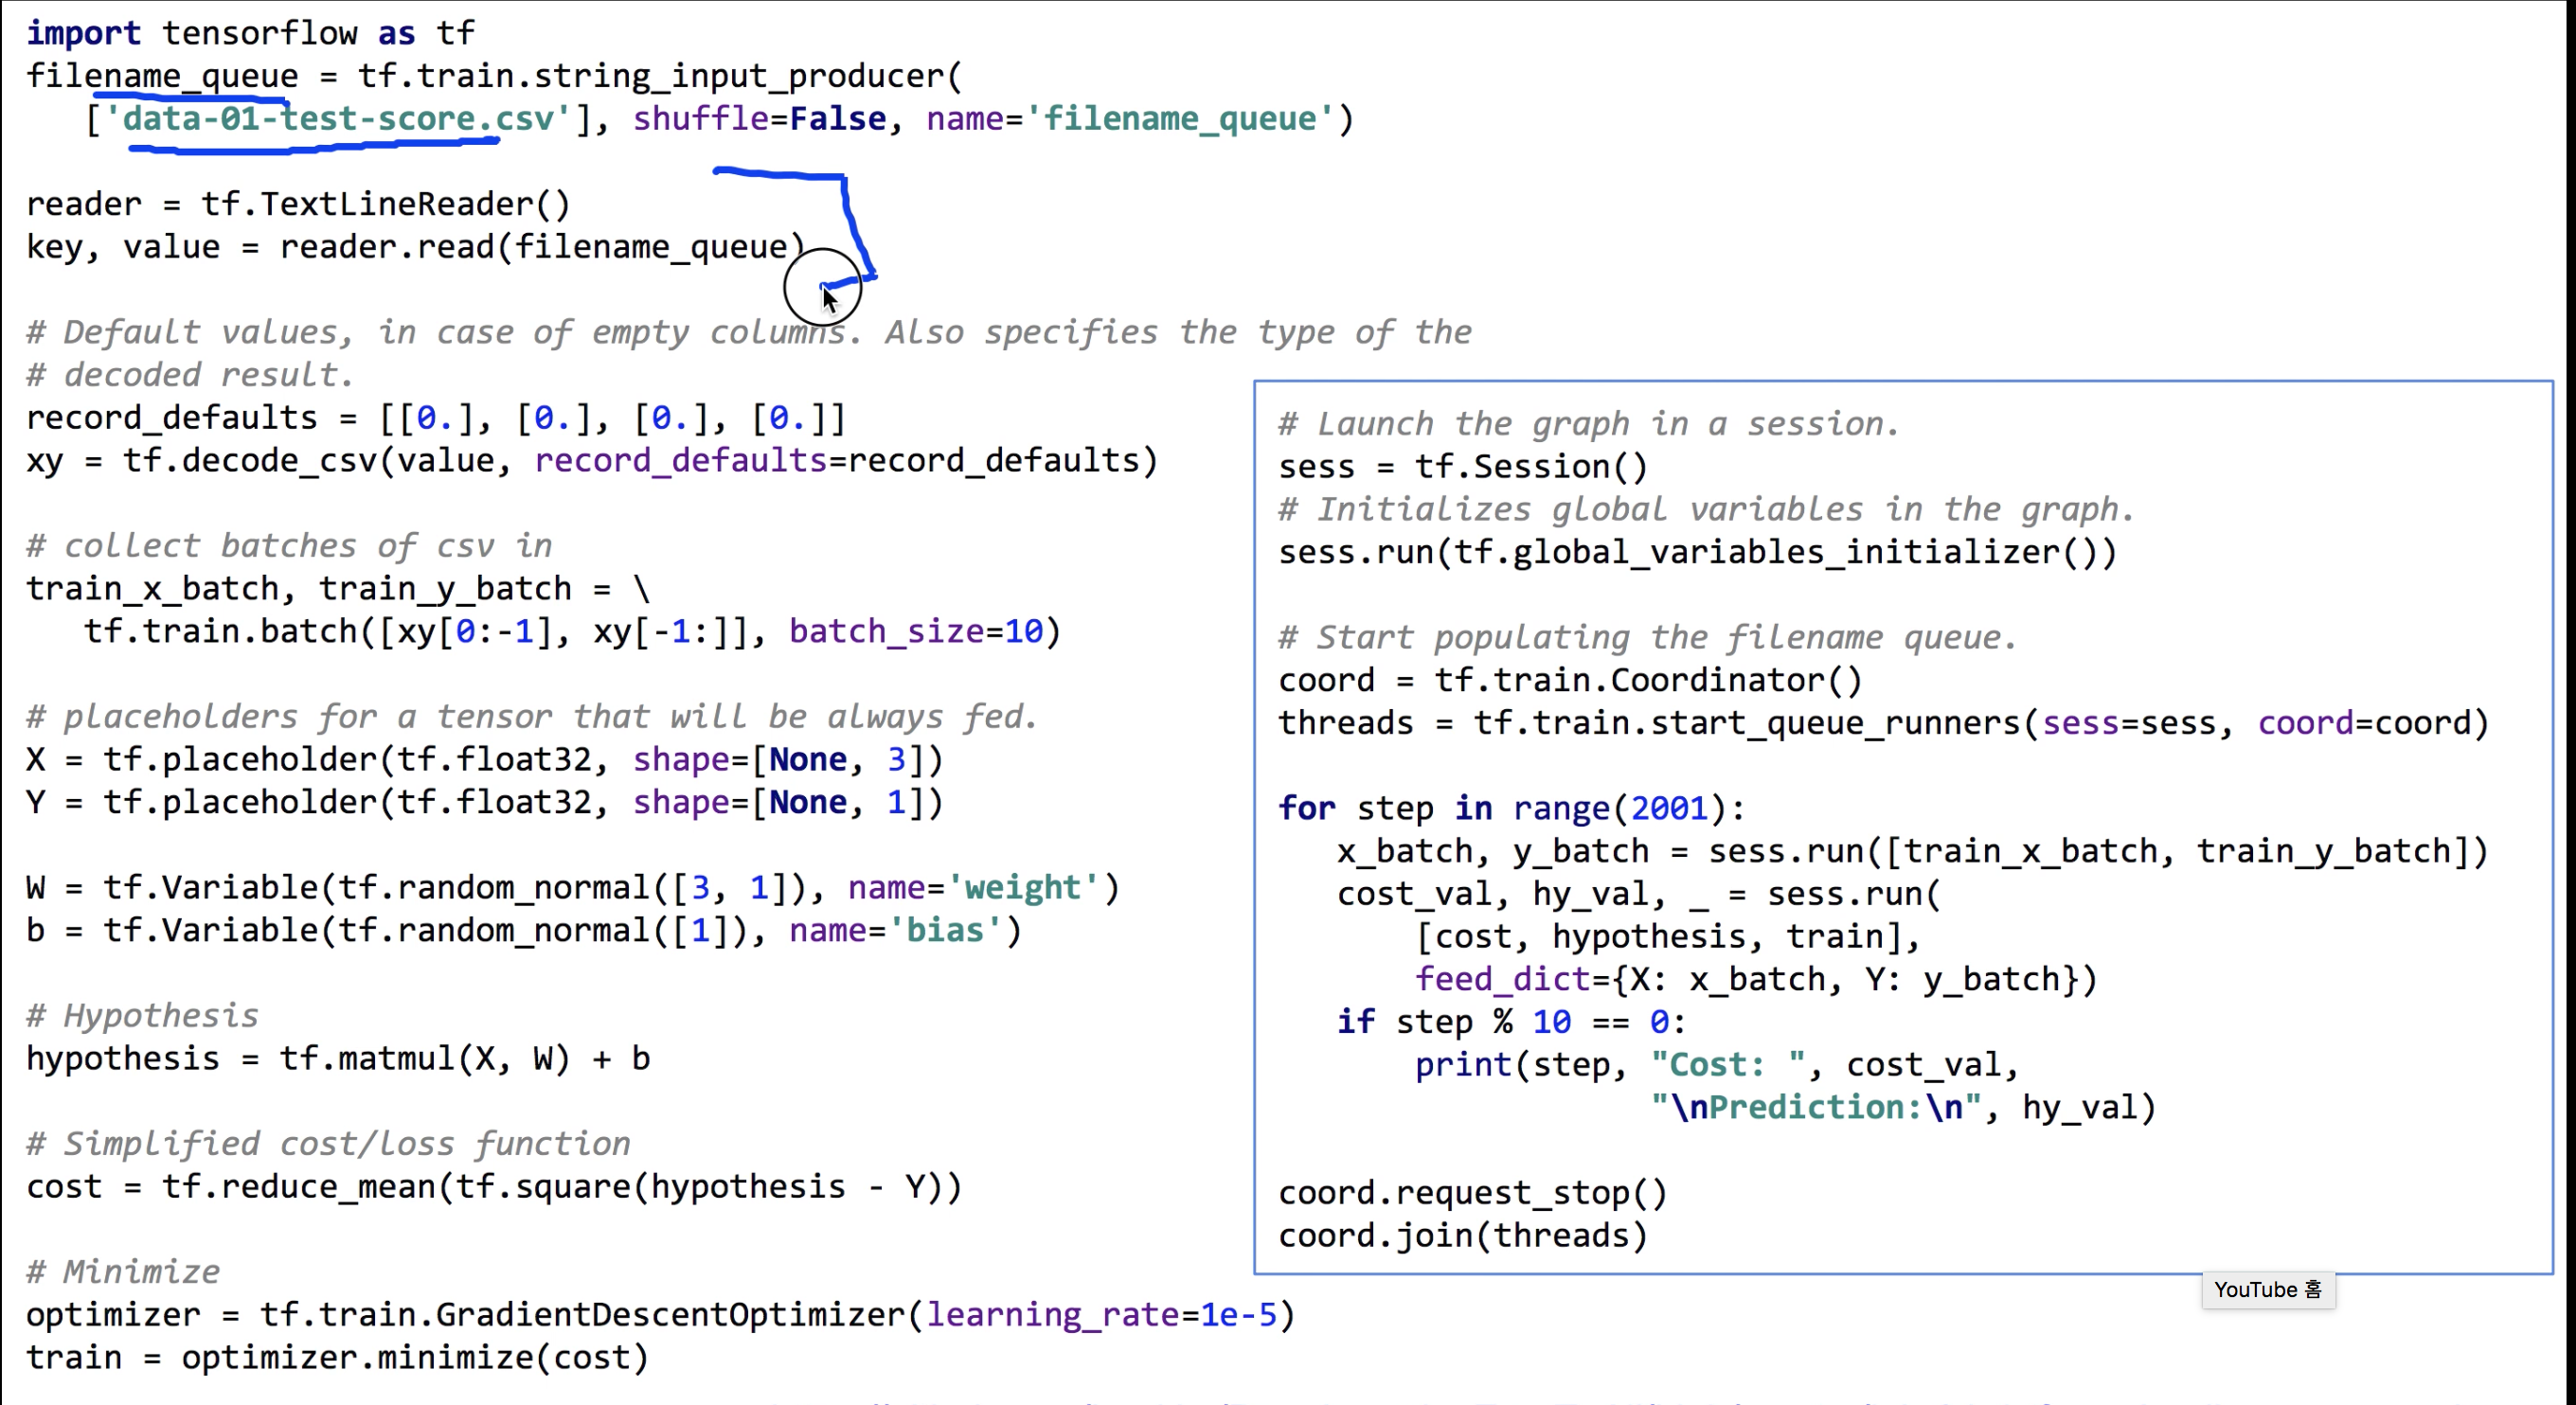 import tensorflow as tf
filename_queue = tf.train.string_input_producer(
['data-01-test-score.csv'], shuffle=False, name='filename_queue')
reader = tf.TextLineReader()
key, value = reader.read(filename_queue)
# Default values, in case of empty columns. Also specifies the type of the
# decoded result.
record_defaults = [[0.], [0.], [0.], [0.]]
xy = tf.decode_csv(value, record_defaults=record_defaults)
# collect batches of csv in
train_x_batch, train_y_batch = \
tf.train.batch([xy[0:-1], xy[-1:]], batch_size=10)
# placeholders for a tensor that will be always fed.
X = tf.placeholder(tf.float32, shape=[None, 3])
Y = tf.placeholder(tf.float32, shape=[None, 1])
W = tf.Variable(tf.random_normal([3, 1]), name='weight')
b = tf.Variable(tf.random_normal([1]), name='bias')
# Hypothesis
hypothesis = tf.matmul(X, W) + b
# Simplified cost/loss function
cost = tf.reduce_mean(tf.square(hypothesis - Y))
# Minimize
optimizer = tf.train.GradientDescentOptimizer(learning_rate=1e-5)
train = optimizer.minimize(cost)
# Launch the graph in a session.
sess = tf.Session()
# Initializes global variables in the graph.
sess.run(tf.global_variables_initializer())
# Start populating the filename queue.
coord = tf.train.Coordinator()
threads = tf.train.start_queue_runners(sess=sess, coord=coord)
for step in range(2001):
x_batch, y_batch = sess.run([train_x_batch, train_y_batch])
cost_val, hy_val, _ = sess.run(
[cost, hypothesis, train],
feed_dict={X: x_batch, Y: y_batch})
if step % 10 == 0:
print(step, "Cost: ", cost_val,
"\nPrediction:\n", hy_val)
coord.request_stop()
coord.join(threads)
YouTube 홈